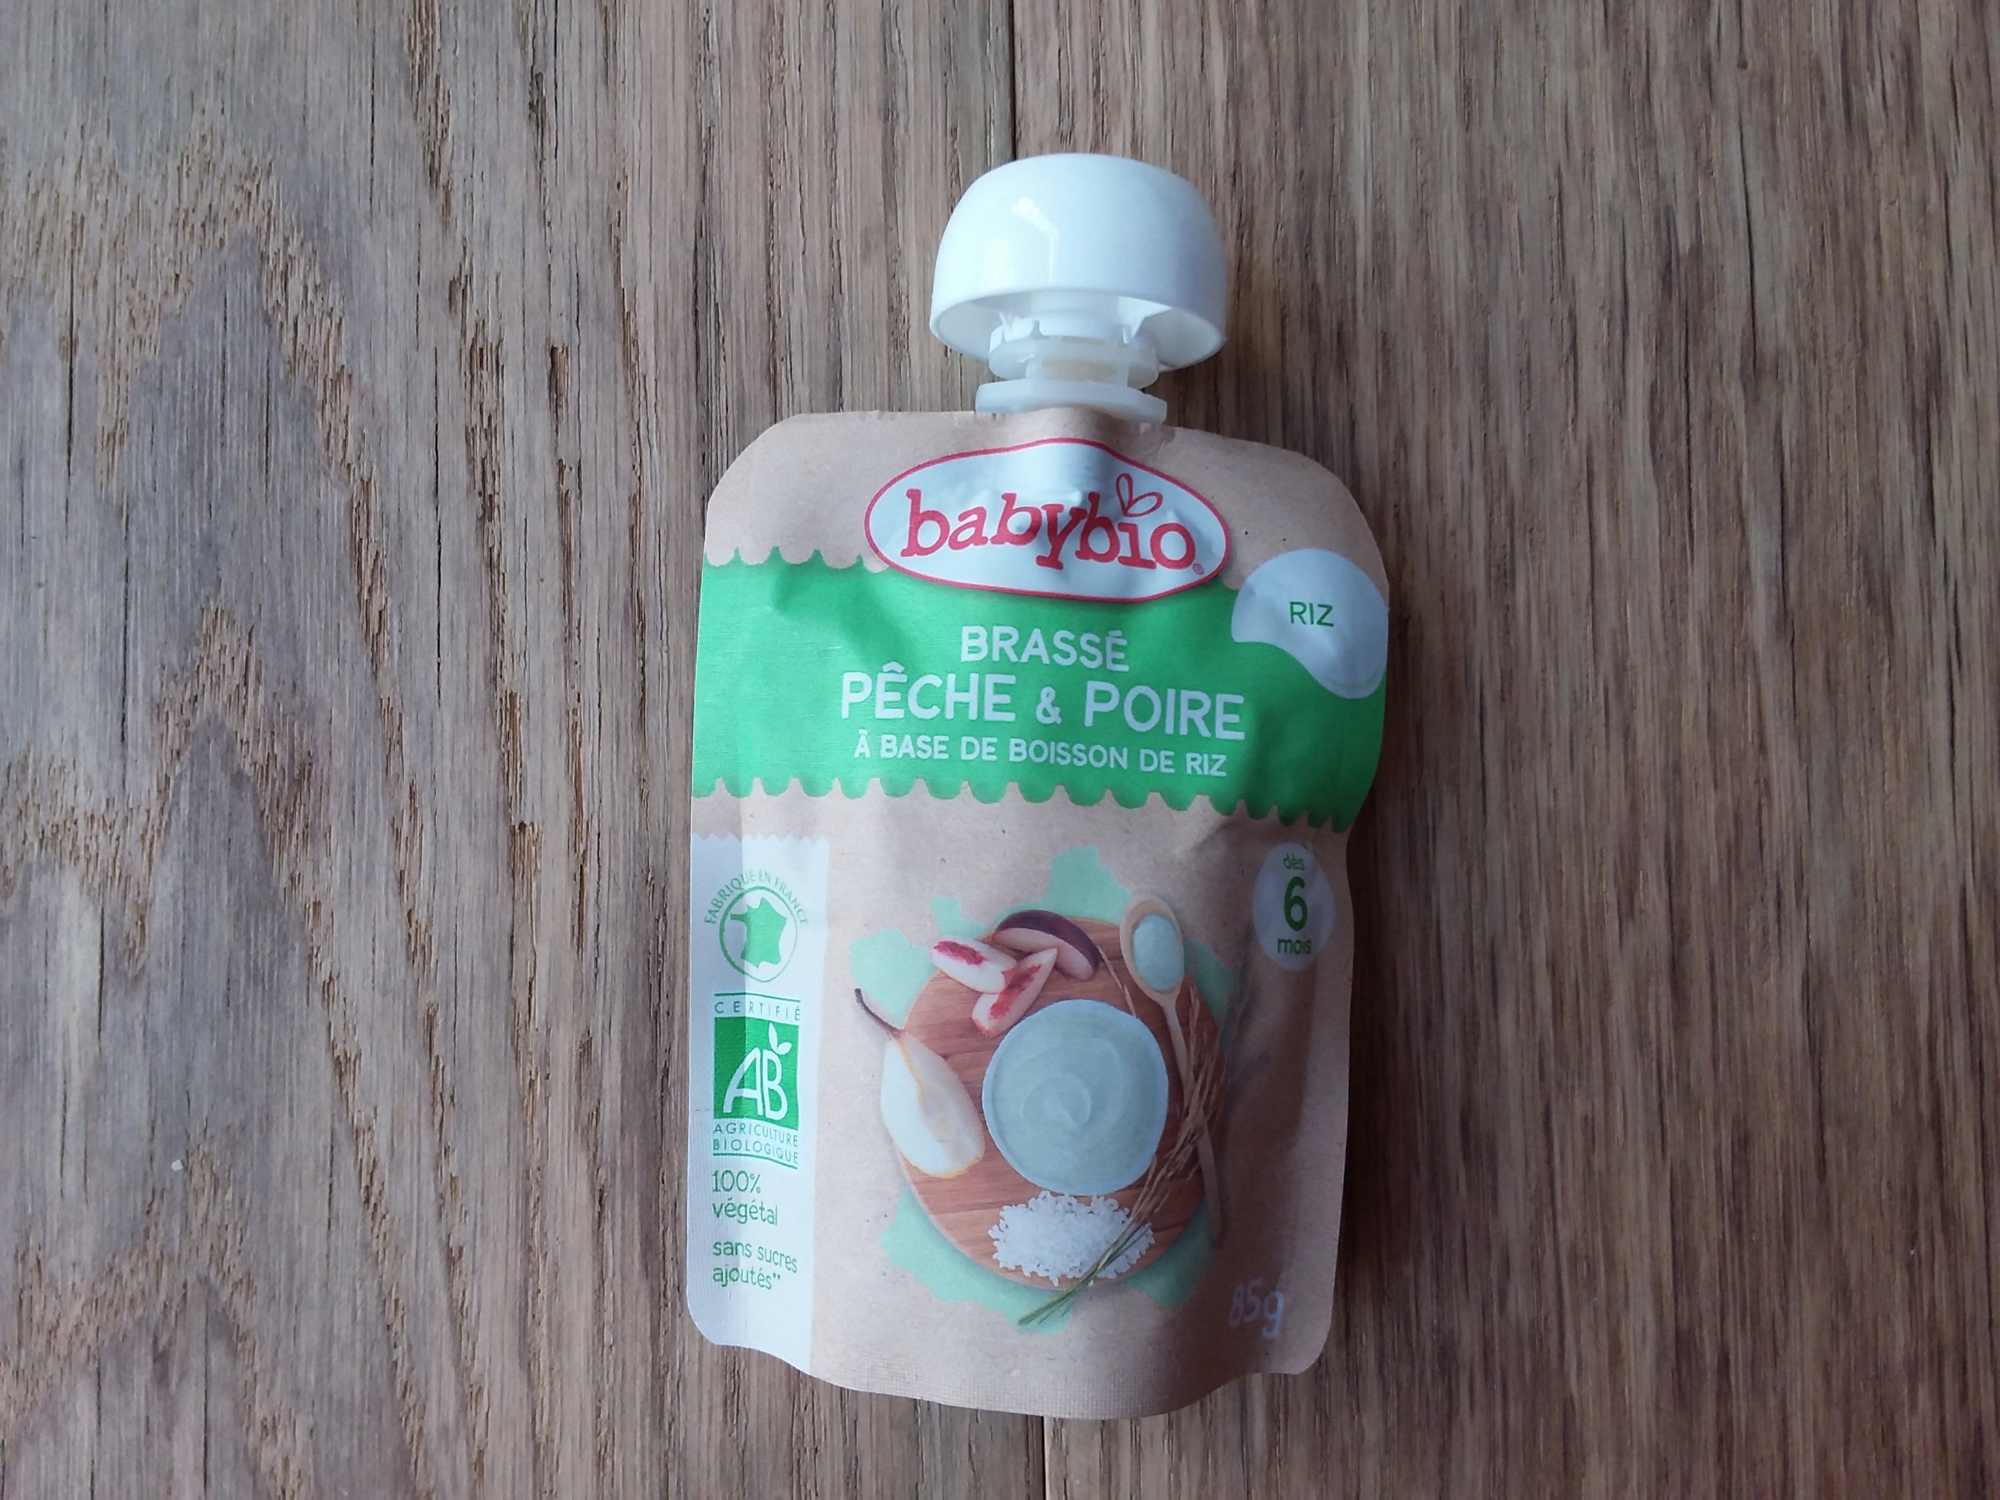 babybio®
RIZ
BRASSÉ
PÊCHE & POIRE
À BASE DE BOISSON DE RIZ
dès
6
mois
FABRIQUÉ EN FRANCE
CERTIFIÉ
AB
AGRICULTURE
BIOLOGIQUE
100%
végétal
sans sucres
ajoutés**
85g